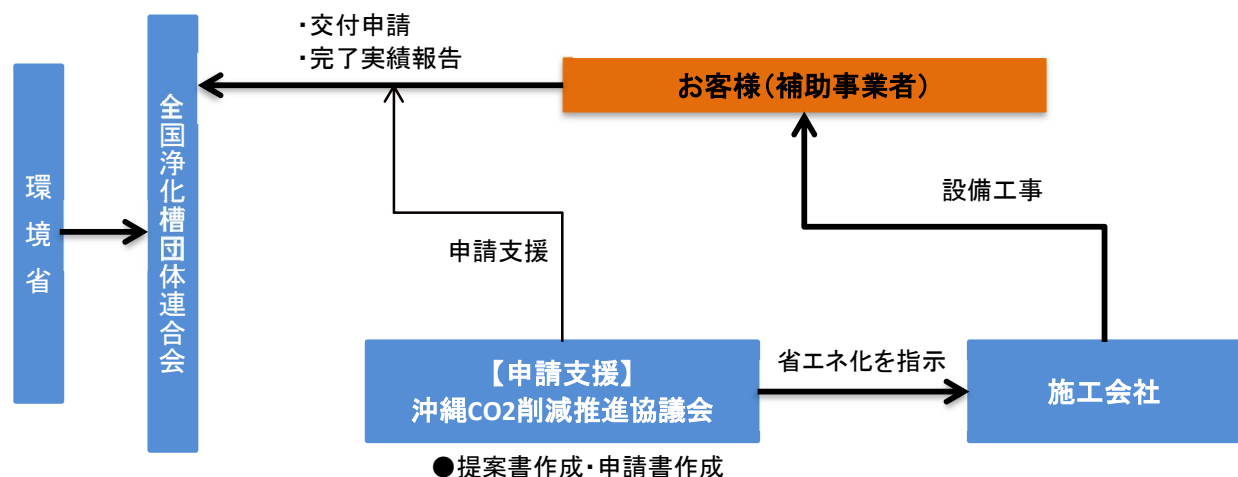 ・交付申請
・完了実績報告
お客様(補助事業者)
環境省
全国浄化槽団体連合会
設備工事
申請支援
【申請支援】
沖縄CO2削減推進協議会
省エネ化を指示
施工会社
●提案書作成・申請書作成